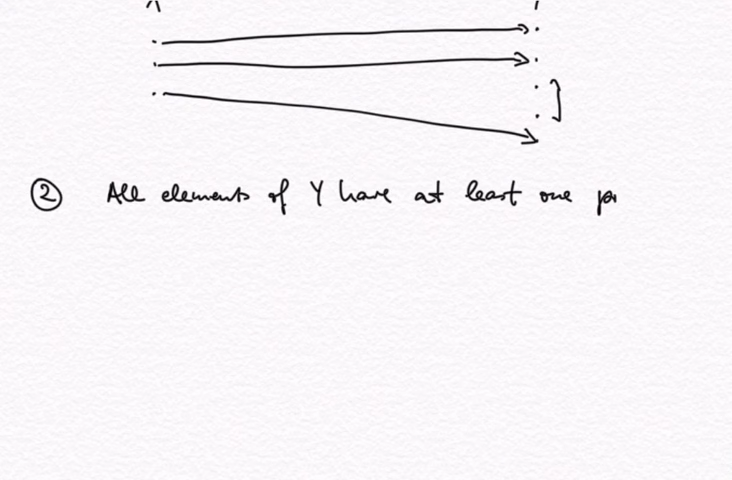 ② All elements of Y have at least one